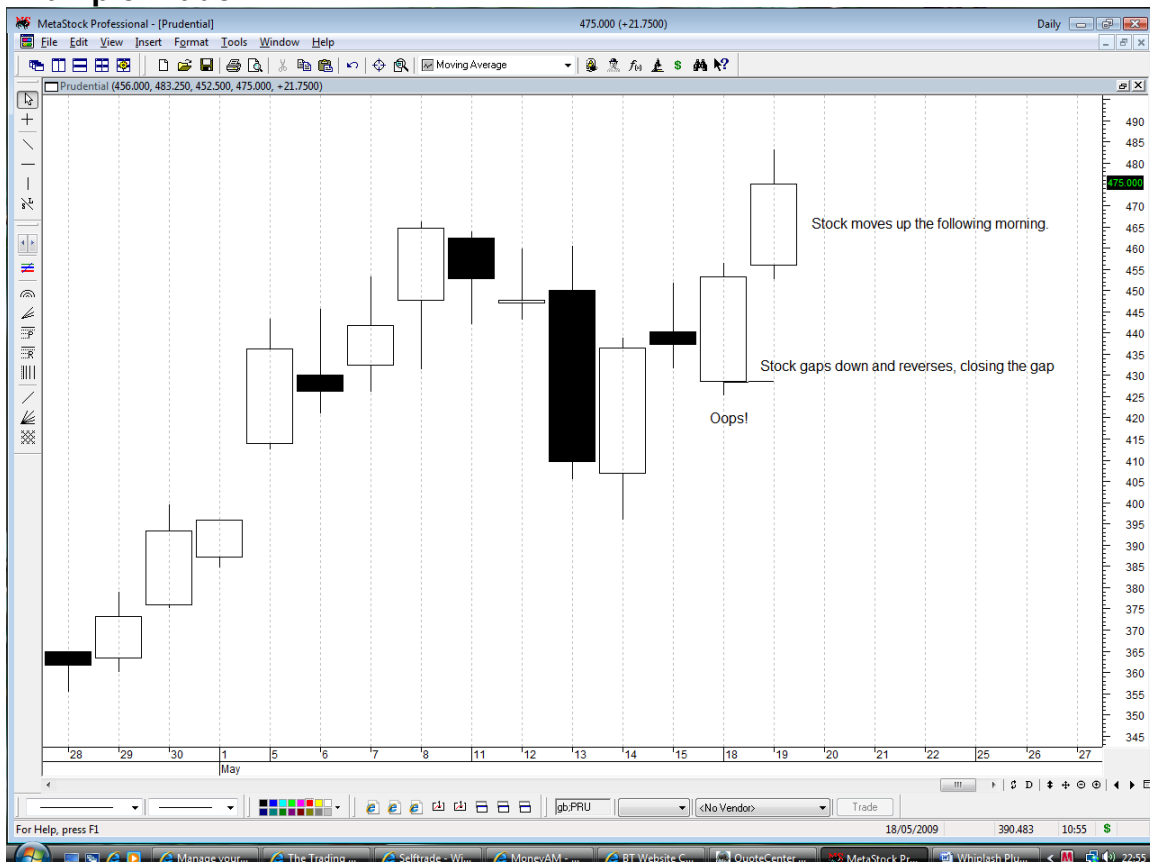 MetaStock Professional - [Prudential] 475.000 (+21.7500) Daily
File Edit View Insert Format Tools Window Help
Moving Average
Prudential (456.000, 483.250, 452.500, 475.000, +21.7500)
490
485
480
475.000
470
Stock moves up the following morning.
465
460
455
450
445
440
435
Stock gaps down and reverses, closing the gap
430
425
Oops!
420
415
410
405
400
395
390
385
380
375
370
365
360
355
350
345
28 29 30 1 5 6 7 8 11 12 13 14 15 18 19 20 21 22 25 26 27
May
gb;PRU <No Vendor> Trade
For Help, press F1 18/05/2009 390.483 10:55
Manage your... The Trading ... Selftrade - Wi... MoneyAM - ... BT Website C... QuoteCenter ... MetaStock Pr... Whiplash Plu... 22:55